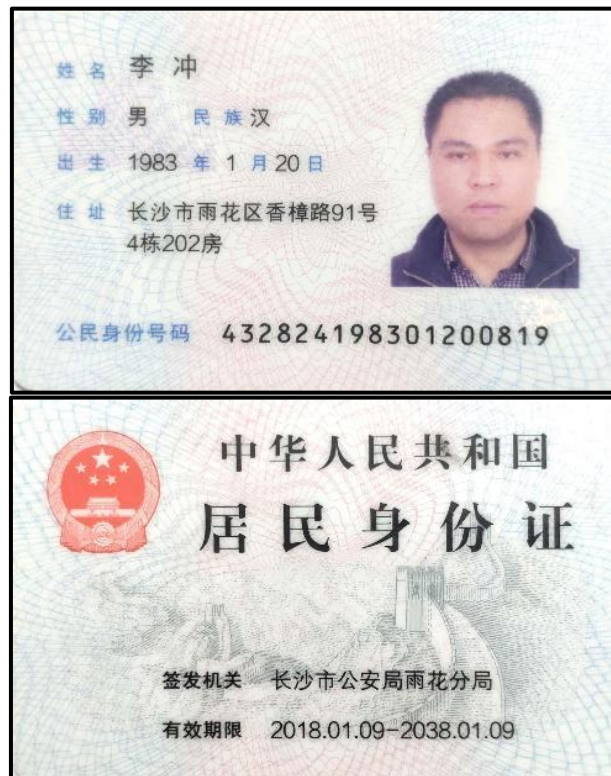 姓名 李冲
性别 男 民族 汉
出生 1983 年 1 月 20 日
住址 长沙市雨花区香樟路91号
4栋202房
公民身份号码 432824198301200819
中华人民共和国
居民身份证
签发机关 长沙市公安局雨花分局
有效期限 2018.01.09-2038.01.09